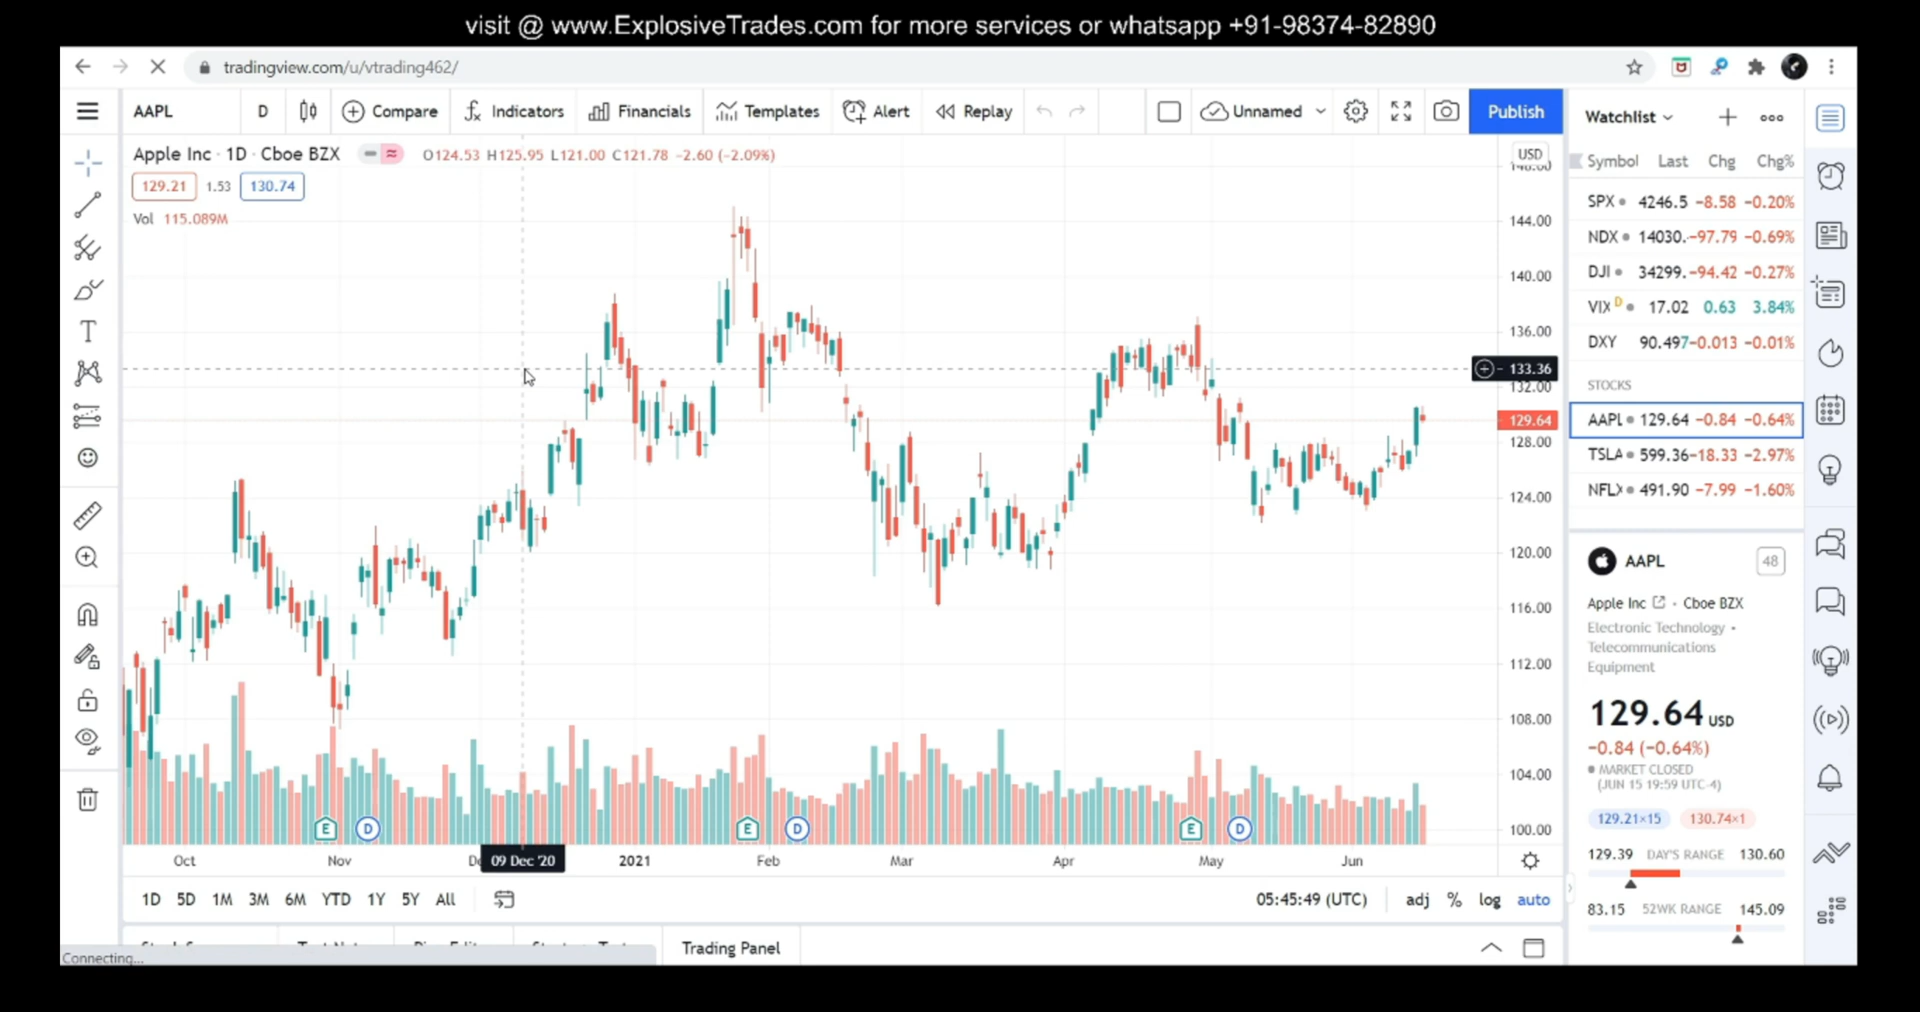 visit @ www.ExplosiveTrades.com for more services or whatsapp +91-98374-82890
tradingview.com/u/vtrading462/
AAPL D Compare Indicators Financials Templates Alert Replay Unnamed Publish
Apple Inc · 1D · Cboe BZX O124.53 H125.95 L121.00 C121.78 -2.60 (-2.09%)
129.21 1.53 130.74
Vol 115.089M
USD
144.00
140.00
136.00
133.36
132.00
129.64
128.00
124.00
120.00
116.00
112.00
108.00
104.00
100.00
E D E D E D
Oct Nov 09 Dec '20 2021 Feb Mar Apr May Jun
1D 5D 1M 3M 6M YTD 1Y 5Y All 05:45:49 (UTC) adj % log auto
Trading Panel
Connecting...
Watchlist
Symbol Last Chg Chg%
SPX 4246.5 -8.58 -0.20%
NDX 14030. -97.79 -0.69%
DJI 34299. -94.42 -0.27%
VIX D 17.02 0.63 3.84%
DXY 90.497 -0.013 -0.01%
STOCKS
AAPL 129.64 -0.84 -0.64%
TSLA 599.36 -18.33 -2.97%
NFLX 491.90 -7.99 -1.60%
AAPL 48
Apple Inc · Cboe BZX
Electronic Technology •
Telecommunications
Equipment
129.64 USD
-0.84 (-0.64%)
MARKET CLOSED
(JUN 15 19:59 UTC-4)
129.21×15 130.74×1
129.39 DAY'S RANGE 130.60
83.15 52WK RANGE 145.09